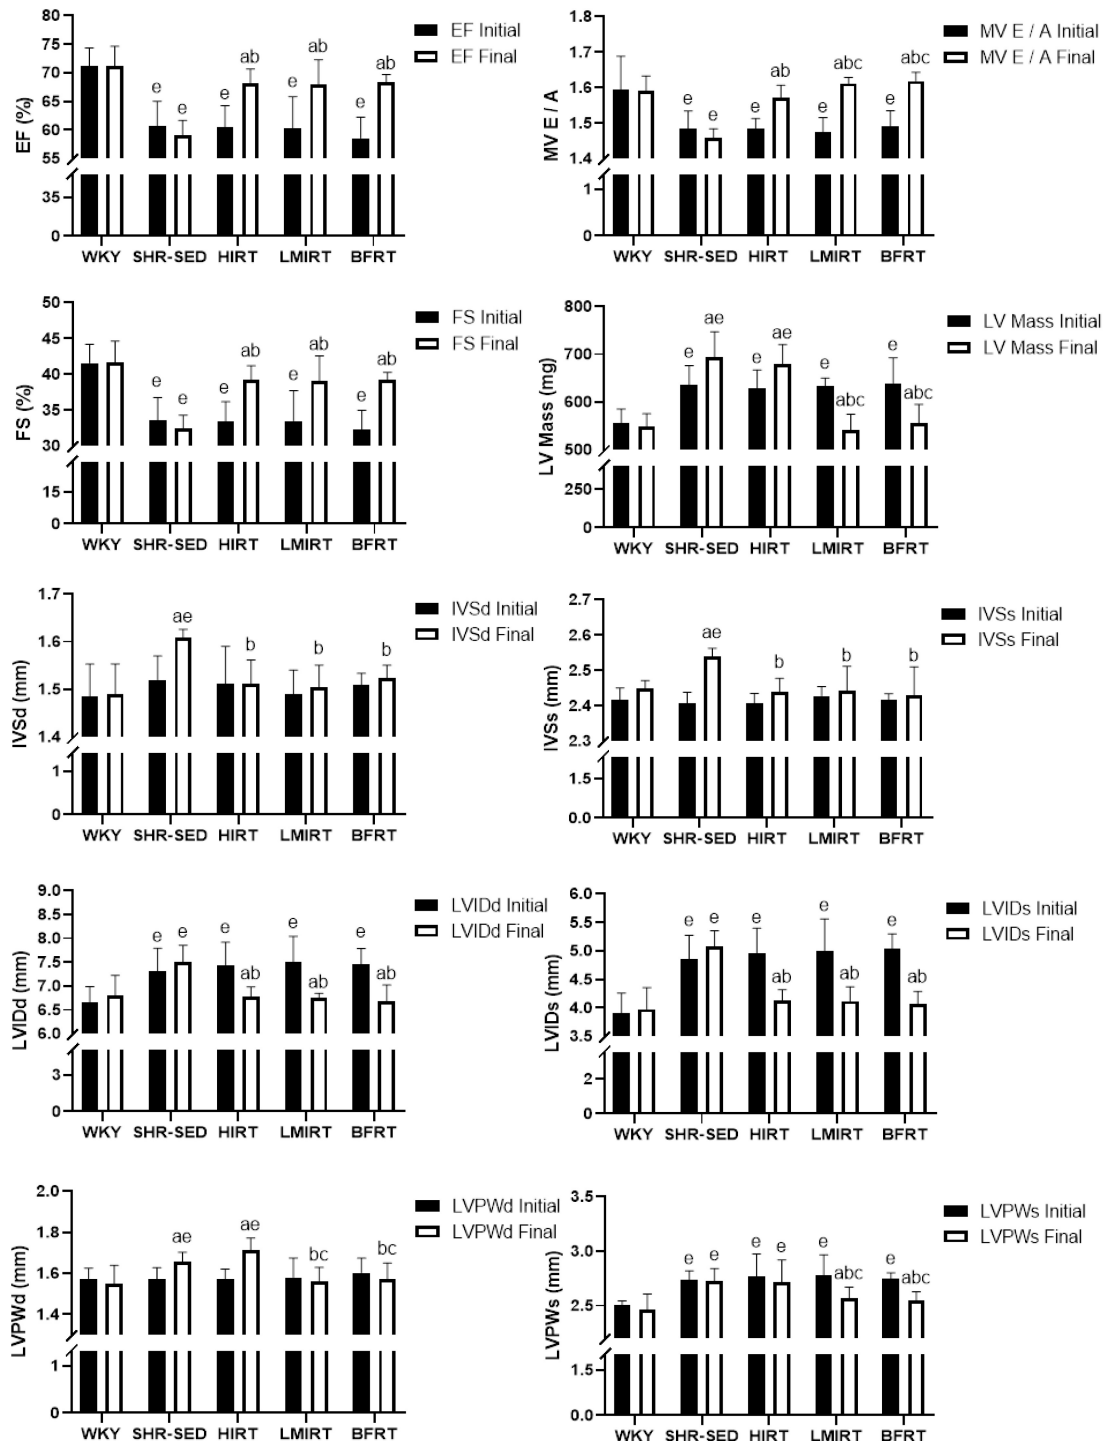 EF (%)
80
75
70
65
60
55
35
0
e e e ab e ab e ab
WKY SHR-SED HIRT LMIRT BFRT
EF Initial
EF Final
MV E / A
1.8
1.7
1.6
1.5
1.4
1
0
e e e ab e abc e abc
WKY SHR-SED HIRT LMIRT BFRT
MV E / A Initial
MV E / A Final
FS (%)
50
45
40
35
30
15
0
e e e ab e ab e ab
WKY SHR-SED HIRT LMIRT BFRT
FS Initial
FS Final
LV Mass (mg)
800
700
600
500
250
0
e ae e ae e abc e abc
WKY SHR-SED HIRT LMIRT BFRT
LV Mass Initial
LV Mass Final
IVSd (mm)
1.7
1.6
1.5
1.4
1
0
ae b b b
WKY SHR-SED HIRT LMIRT BFRT
IVSd Initial
IVSd Final
IVSs (mm)
2.7
2.6
2.5
2.4
2.3
1.5
0.0
ae b b b
WKY SHR-SED HIRT LMIRT BFRT
IVSs Initial
IVSs Final
LVIDd (mm)
9.0
8.5
8.0
7.5
7.0
6.5
6.0
3
0
e e e ab e ab e ab
WKY SHR-SED HIRT LMIRT BFRT
LVIDd Initial
LVIDd Final
LVIDs (mm)
6.0
5.0
4.0
3.5
2
0
e e e ab e ab e ab
WKY SHR-SED HIRT LMIRT BFRT
LVIDs Initial
LVIDs Final
LVPWd (mm)
2.0
1.8
1.6
1.4
1
0
ae ae bc bc
WKY SHR-SED HIRT LMIRT BFRT
LVPWd Initial
LVPWd Final
LVPWs (mm)
3.5
3.0
2.5
1.5
0.0
e e e e e abc e abc
WKY SHR-SED HIRT LMIRT BFRT
LVPWs Initial
LVPWs Final